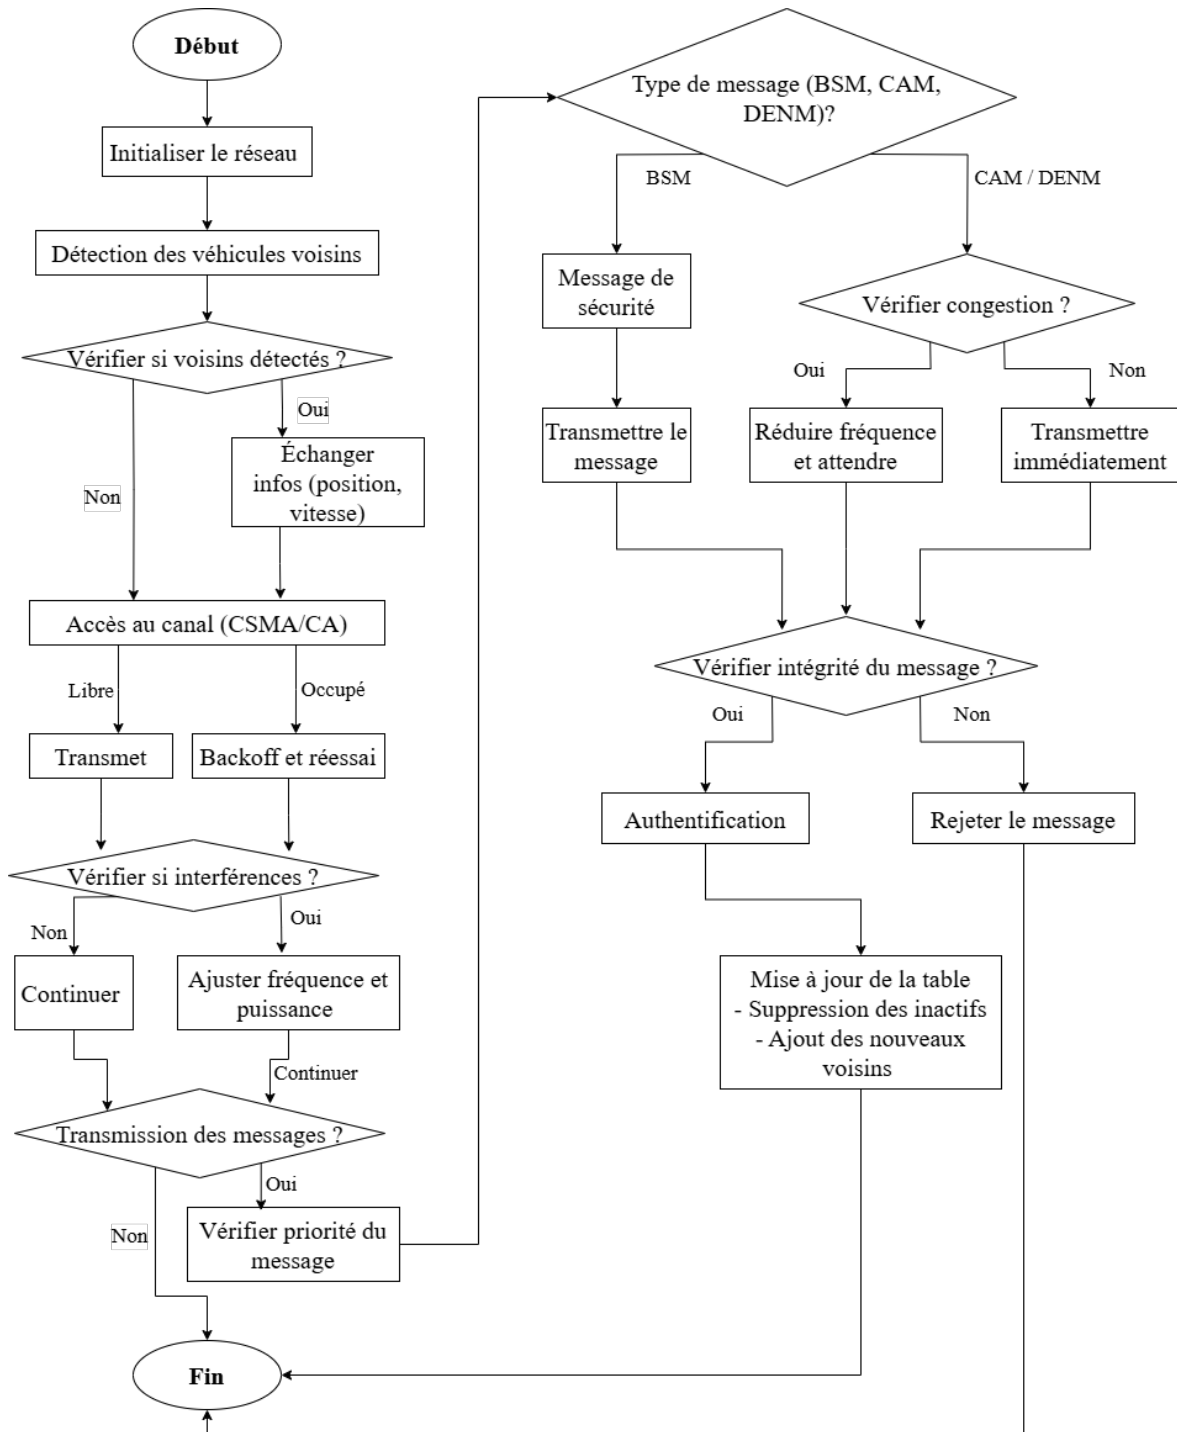 Début
Initialiser le réseau
Détection des véhicules voisins
Vérifier si voisins détectés ?
Oui
Non
Échanger
infos (position,
vitesse)
Accès au canal (CSMA/CA)
Libre
Occupé
Transmet
Backoff et réessai
Vérifier si interférences ?
Non
Oui
Continuer
Ajuster fréquence et
puissance
Continuer
Transmission des messages ?
Oui
Non
Vérifier priorité du
message
Fin
Type de message (BSM, CAM,
DENM)?
BSM
CAM / DENM
Message de
sécurité
Vérifier congestion ?
Oui
Non
Transmettre le
message
Réduire fréquence
et attendre
Transmettre
immédiatement
Vérifier intégrité du message ?
Oui
Non
Authentification
Rejeter le message
Mise à jour de la table
- Suppression des inactifs
- Ajout des nouveaux
voisins